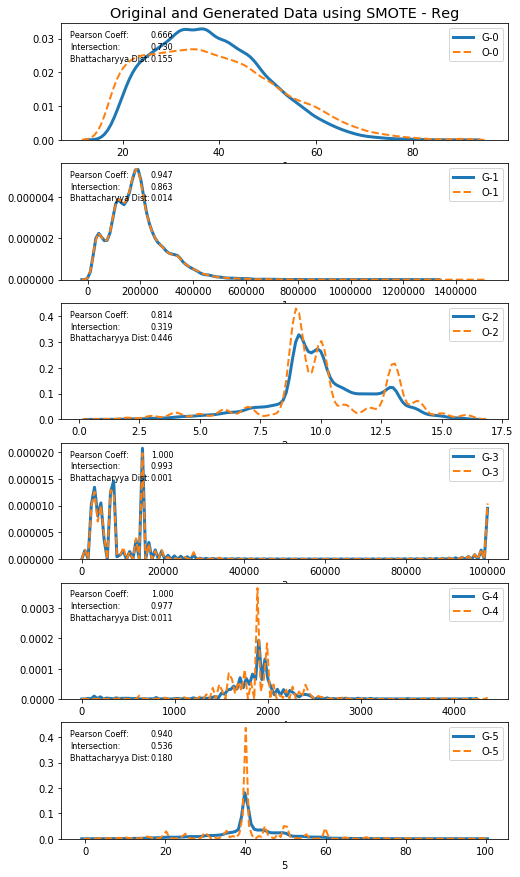 Original and Generated Data using SMOTE - Reg
Pearson Coeff: 0.666
Intersection: 0.730
Bhattacharyya Dist: 0.155
G-0
O-0
0.03
0.02
0.01
0.00
20 40 60 80
Pearson Coeff: 0.947
Intersection: 0.863
Bhattacharyya Dist: 0.014
G-1
O-1
0.000004
0.000002
0.000000
0 200000 400000 600000 800000 1000000 1200000 1400000
Pearson Coeff: 0.814
Intersection: 0.319
Bhattacharyya Dist: 0.446
G-2
O-2
0.4
0.3
0.2
0.1
0.0
0.0 2.5 5.0 7.5 10.0 12.5 15.0 17.5
Pearson Coeff: 1.000
Intersection: 0.993
Bhattacharyya Dist: 0.001
G-3
O-3
0.000020
0.000015
0.000010
0.000005
0.000000
0 20000 40000 60000 80000 100000
Pearson Coeff: 1.000
Intersection: 0.977
Bhattacharyya Dist: 0.011
G-4
O-4
0.0003
0.0002
0.0001
0.0000
0 1000 2000 3000 4000
Pearson Coeff: 0.940
Intersection: 0.536
Bhattacharyya Dist: 0.180
G-5
O-5
0.4
0.3
0.2
0.1
0.0
0 20 40 60 80 100
5